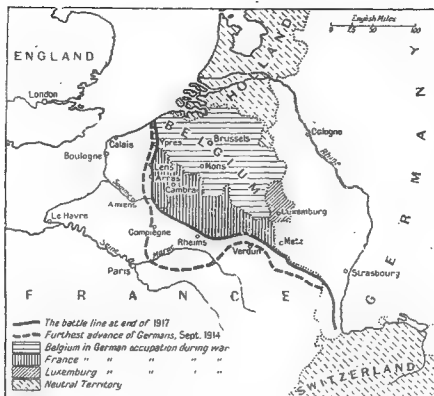 English Miles
0 25 50 100
ENGLAND
HOLLAND
GERMANY
London
BELGIUM
Calais
Ypres
Brussels
Cologne
Rhine
Boulogne
Lens
Mons
Arras
Cambrai
Somme
Amiens
Luxemburg
Le Havre
Compiègne
Metz
Rheims
Verdun
Seine
Marne
Paris
Strasbourg
FRANCE
The battle line at end of 1917
Furthest advance of Germans, Sept. 1914
Belgium in German occupation during war
France " " " " "
Luxemburg " " " "
Neutral Territory
SWITZERLAND